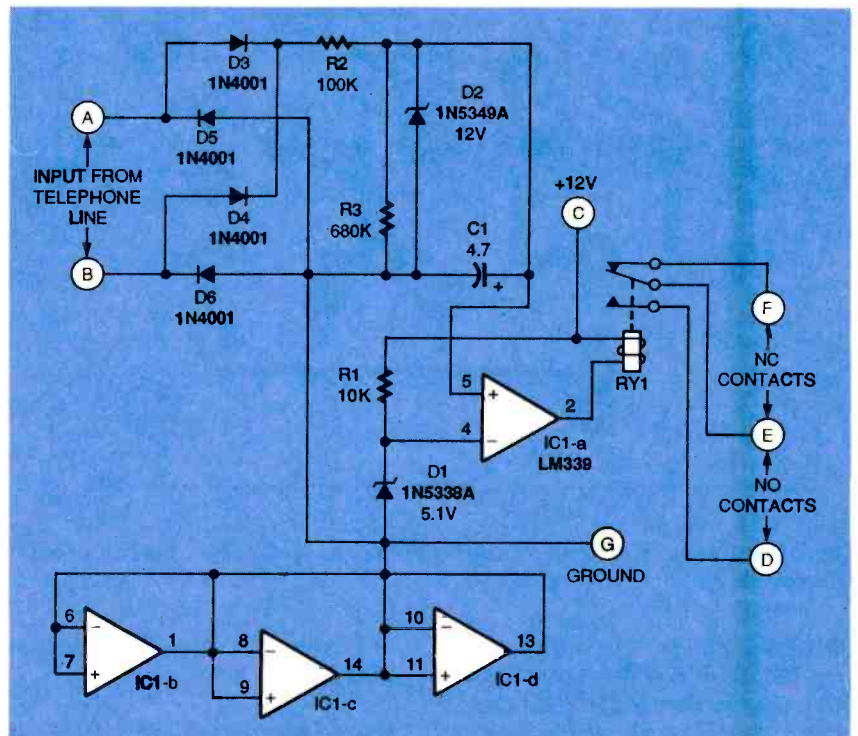 D3
1N4001
R2
100K
D2
1N5349A
12V
A
D5
1N4001
INPUT FROM
TELEPHONE
LINE
D4
1N4001
R3
680K
C1
4.7
+
+12V
C
B
D6
1N4001
F
R1
10K
5
+
4
−
2
IC1-a
LM339
RY1
NC
CONTACTS
E
NO
CONTACTS
D
D1
1N5338A
5.1V
G
GROUND
6
−
7
+
1
IC1-b
8
−
9
+
14
IC1-c
10
−
11
+
13
IC1-d